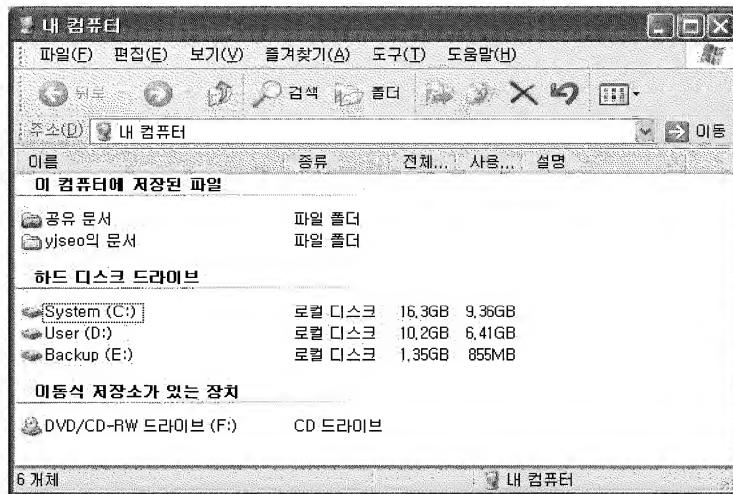 내 컴퓨터
파일(F) 편집(E) 보기(V) 즐겨찾기(A) 도구(T) 도움말(H)
뒤로 검색 폴더
주소(D) 내 컴퓨터 이동
이름 종류 전체... 사용... 설명
이 컴퓨터에 저장된 파일
공유 문서 파일 폴더
yjseo의 문서 파일 폴더
하드 디스크 드라이브
System (C:) 로컬 디스크 16,3GB 9,36GB
User (D:) 로컬 디스크 10,2GB 6,41GB
Backup (E:) 로컬 디스크 1,35GB 855MB
이동식 저장소가 있는 장치
DVD/CD-RW 드라이브 (F:) CD 드라이브
6 개체 내 컴퓨터